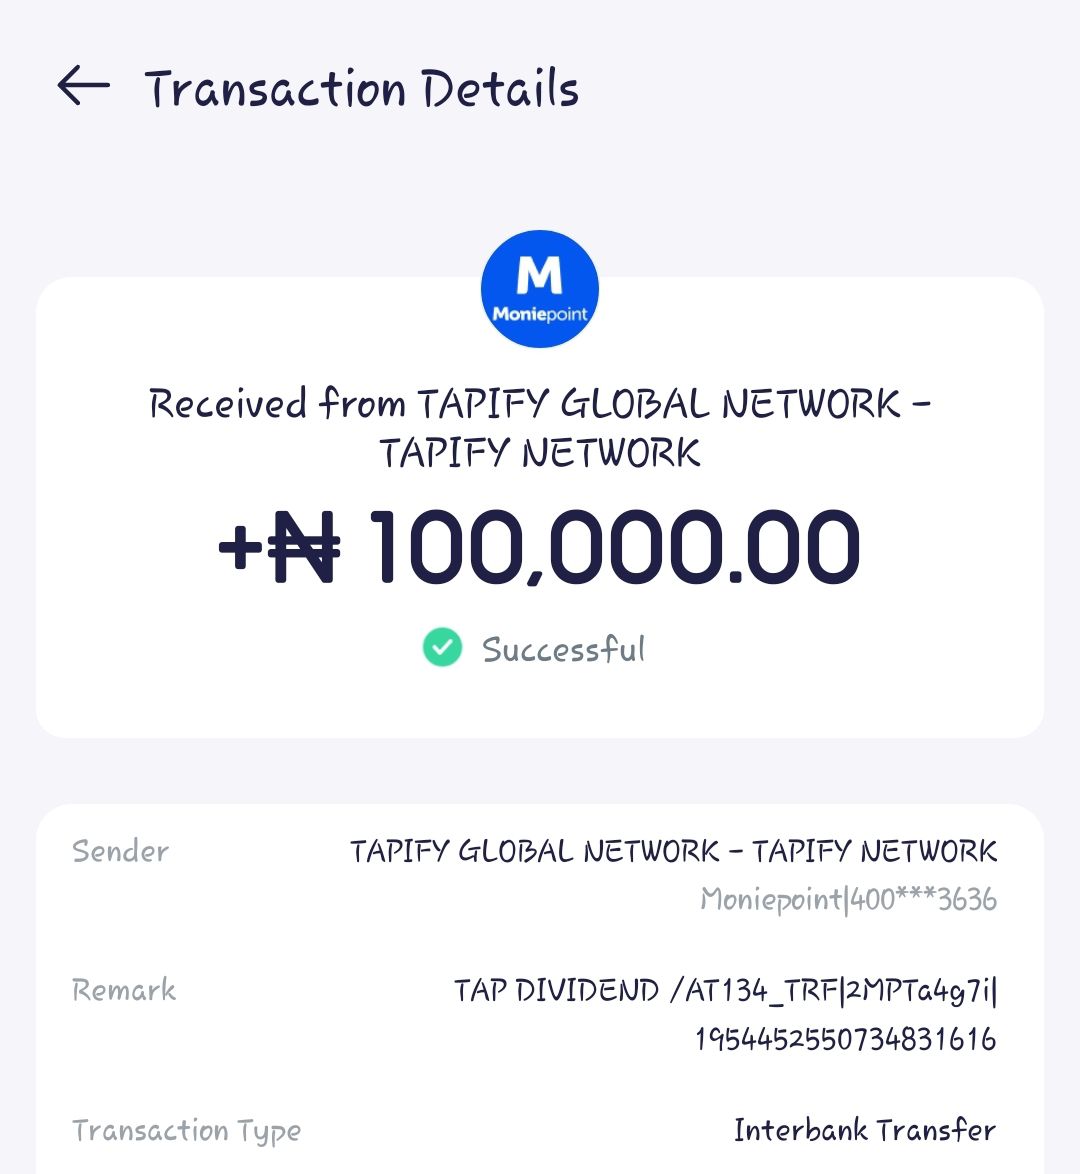 Transaction Details
M
Moniepoint
Received from TAPIFY GLOBAL NETWORK -
TAPIFY NETWORK
+₦ 100,000.00
Successful
Sender
TAPIFY GLOBAL NETWORK - TAPIFY NETWORK
Moniepoint|400***3636
Remark
TAP DIVIDEND /AT134_TRF|2MPTa4g7i|
1954452550734831616
Transaction Type
Interbank Transfer